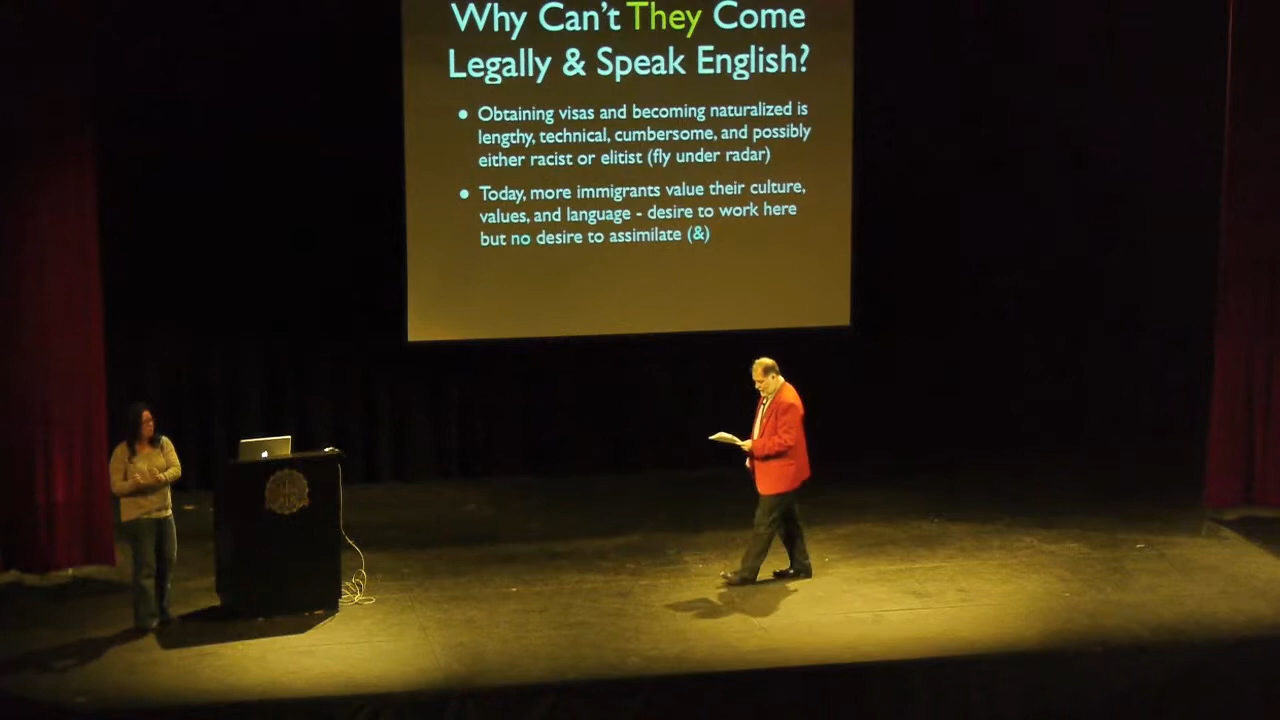 Why Can't They Come
Legally & Speak English?
• Obtaining visas and becoming naturalized is
lengthy, technical, cumbersome, and possibly
either racist or elitist (fly under radar)
• Today, more immigrants value their culture,
values, and language - desire to work here
but no desire to assimilate (&)